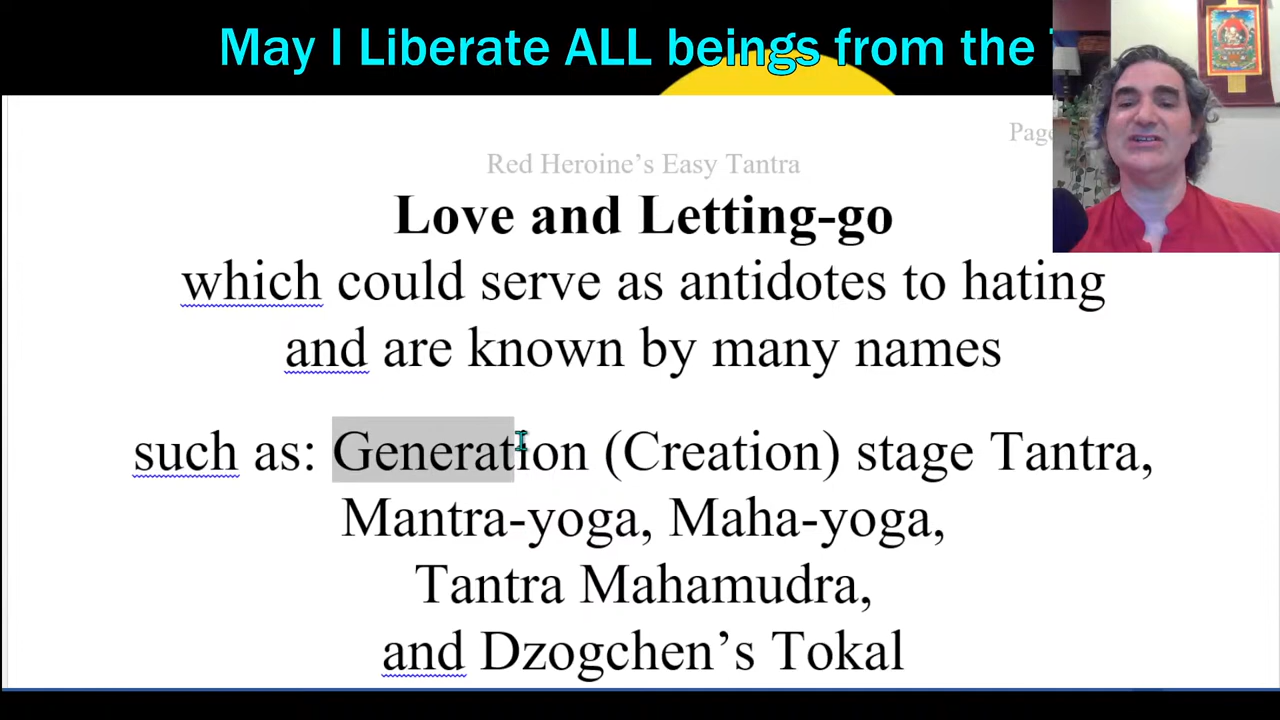 May I Liberate ALL beings from the
Page
Red Heroine's Easy Tantra
Love and Letting-go
which could serve as antidotes to hating
and are known by many names
such as: Generation (Creation) stage Tantra,
Mantra-yoga, Maha-yoga,
Tantra Mahamudra,
and Dzogchen's Tokal